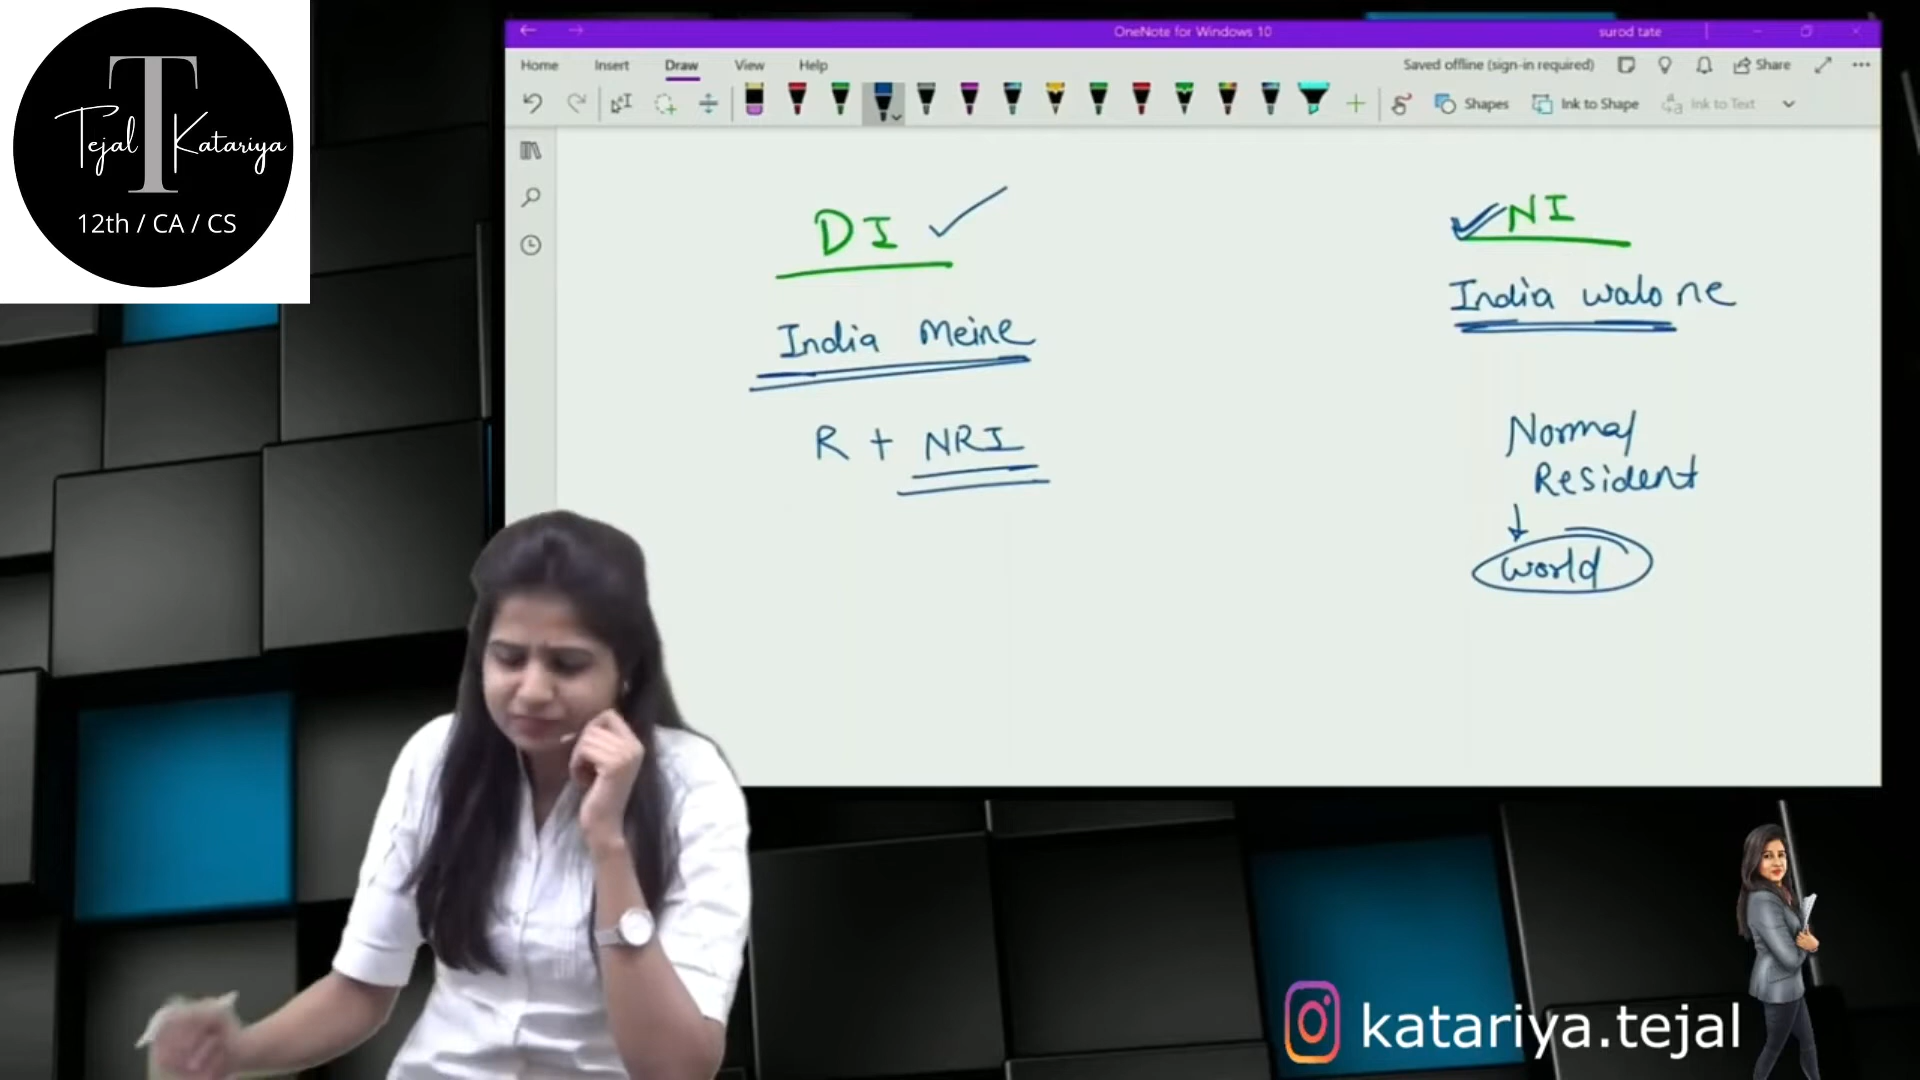 T
Tejal Katariya
12th / CA / CS
OneNote for Windows 10
surod tate
Home Insert Draw View Help
Saved offline (sign-in required)
Share
Shapes
Ink to Shape
Ink to Text
DI
India Meine
R + NRI
NI
India walo ne
Normal
Resident
World
katariya.tejal